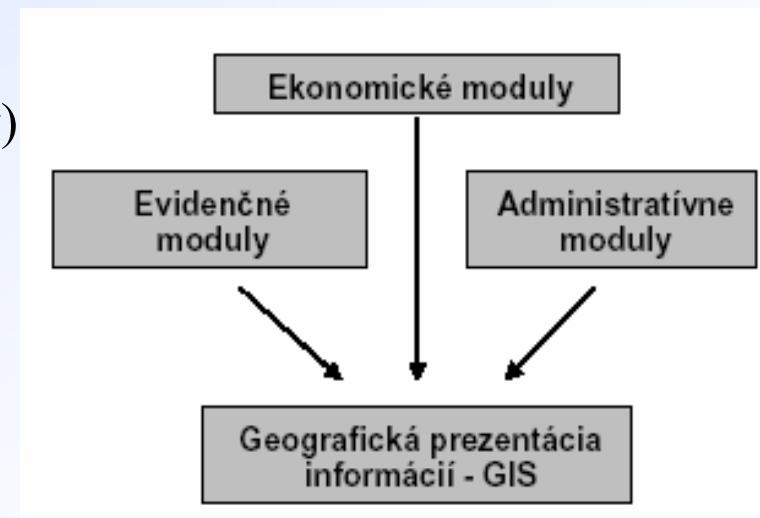 Ekonomické moduly
)
Evidenčné
moduly
Administratívne
moduly
Geografická prezentácia
informácií - GIS